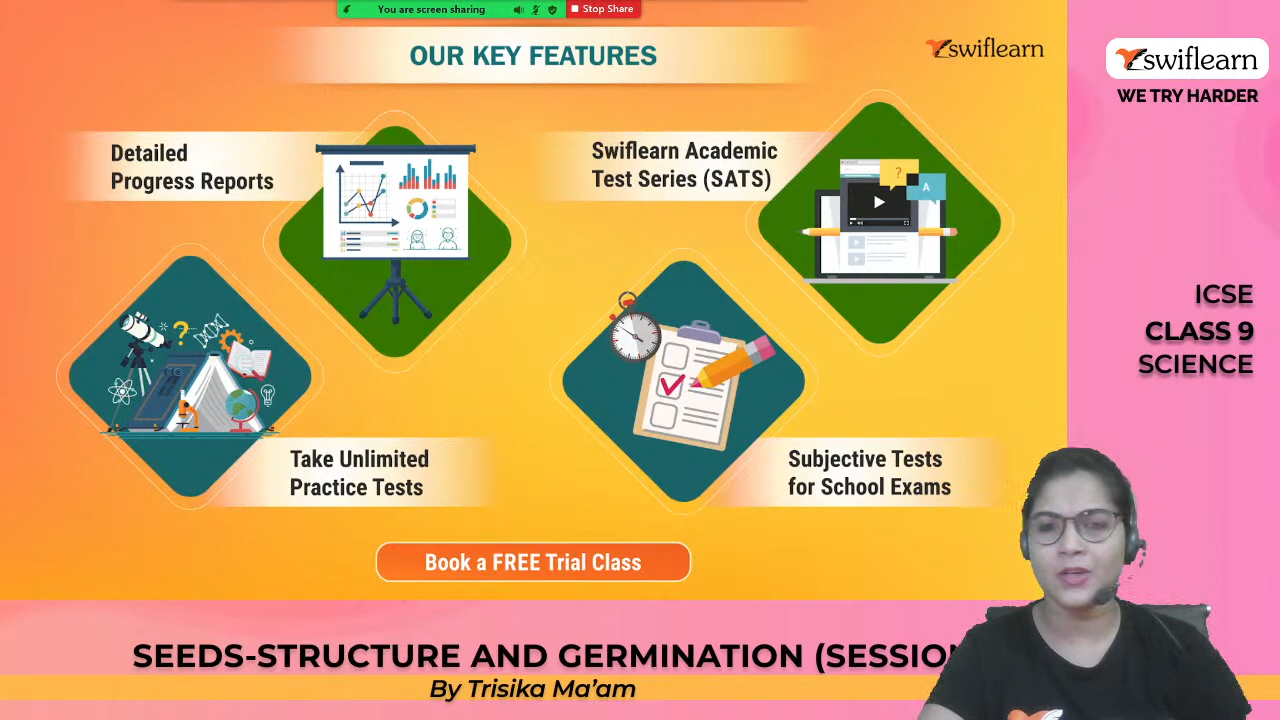 You are screen sharing
Stop Share
OUR KEY FEATURES
swiflearn
swiflearn
WE TRY HARDER
Detailed
Progress Reports
Swiflearn Academic
Test Series (SATS)
?
A
?
ICSE
CLASS 9
SCIENCE
Take Unlimited
Practice Tests
Subjective Tests
for School Exams
Book a FREE Trial Class
SEEDS-STRUCTURE AND GERMINATION (SESSION
By Trisika Ma'am